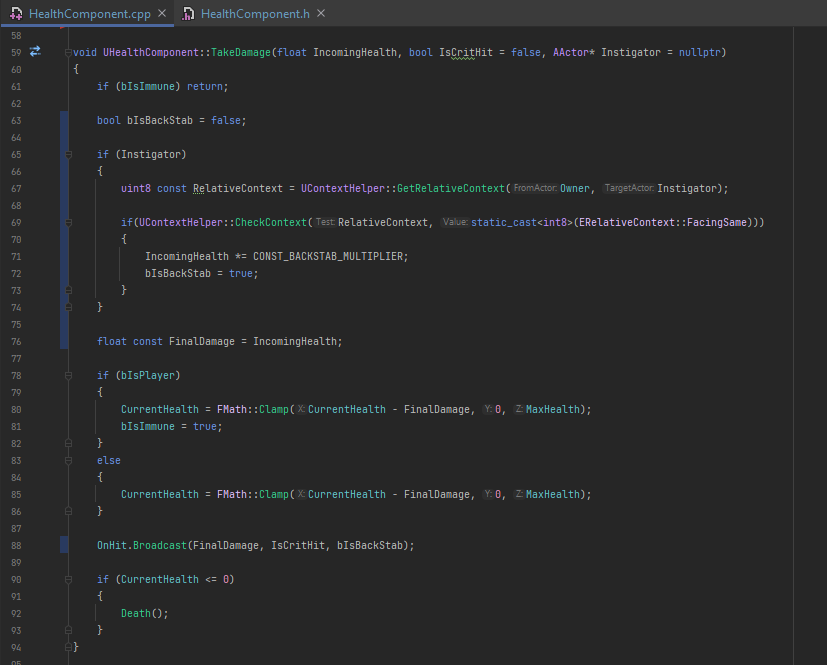 HealthComponent.cpp × HealthComponent.h ×
58
59 void UHealthComponent::TakeDamage(float IncomingHealth, bool IsCritHit = false, AActor* Instigator = nullptr)
60 {
61 if (bIsImmune) return;
62
63 bool bIsBackStab = false;
64
65 if (Instigator)
66 {
67 uint8 const RelativeContext = UContextHelper::GetRelativeContext( FromActor: Owner, TargetActor: Instigator);
68
69 if(UContextHelper::CheckContext( Test: RelativeContext, Value: static_cast<int8>(ERelativeContext::FacingSame)))
70 {
71 IncomingHealth *= CONST_BACKSTAB_MULTIPLIER;
72 bIsBackStab = true;
73 }
74 }
75
76 float const FinalDamage = IncomingHealth;
77
78 if (bIsPlayer)
79 {
80 CurrentHealth = FMath::Clamp( X: CurrentHealth - FinalDamage, Y: 0, Z: MaxHealth);
81 bIsImmune = true;
82 }
83 else
84 {
85 CurrentHealth = FMath::Clamp( X: CurrentHealth - FinalDamage, Y: 0, Z: MaxHealth);
86 }
87
88 OnHit.Broadcast(FinalDamage, IsCritHit, bIsBackStab);
89
90 if (CurrentHealth <= 0)
91 {
92 Death();
93 }
94 }
95